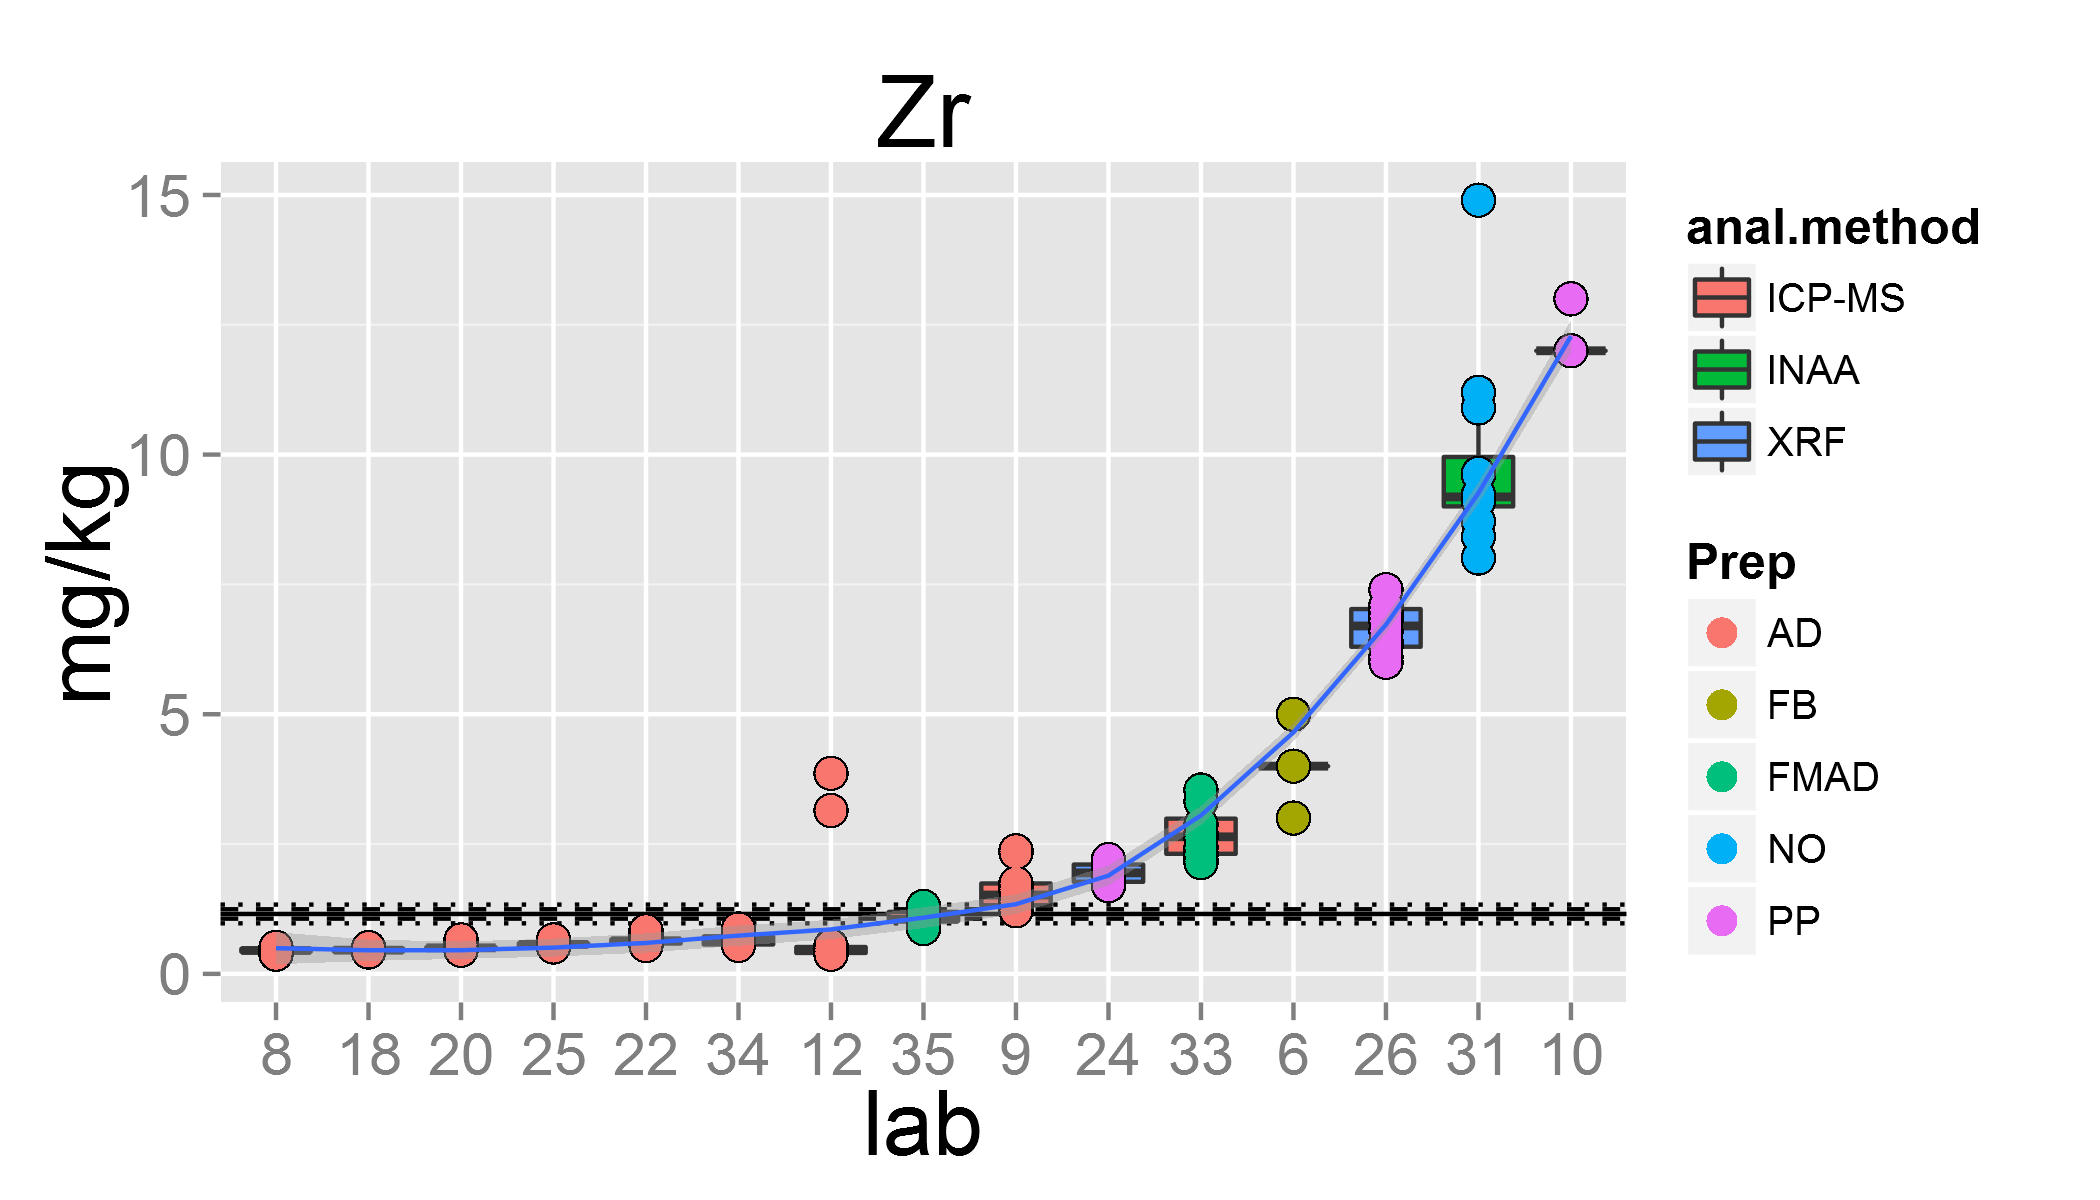 Zr
mg/kg
15
10
5
0
8 18 20 25 22 34 12 35 9 24 33 6 26 31 10
lab
anal.method
ICP-MS
INAA
XRF
Prep
AD
FB
FMAD
NO
PP